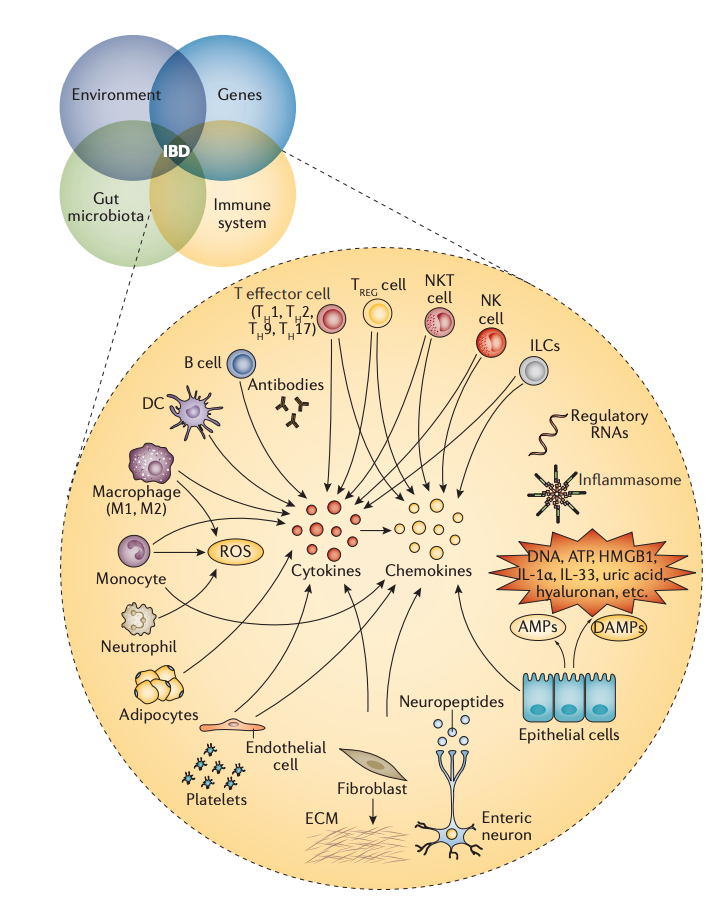 Environment
Genes
IBD
Gut
microbiota
Immune
system
T effector cell
(TH1, TH2,
TH9, TH17)
TREG cell
NKT
cell
NK
cell
ILCs
B cell
Antibodies
DC
Regulatory
RNAs
Macrophage
(M1, M2)
Inflammasome
ROS
Monocyte
Cytokines
Chemokines
DNA, ATP, HMGB1,
IL-1α, IL-33, uric acid,
hyaluronan, etc.
AMPs
DAMPs
Neutrophil
Adipocytes
Neuropeptides
Epithelial cells
Endothelial
cell
Platelets
Fibroblast
ECM
Enteric
neuron